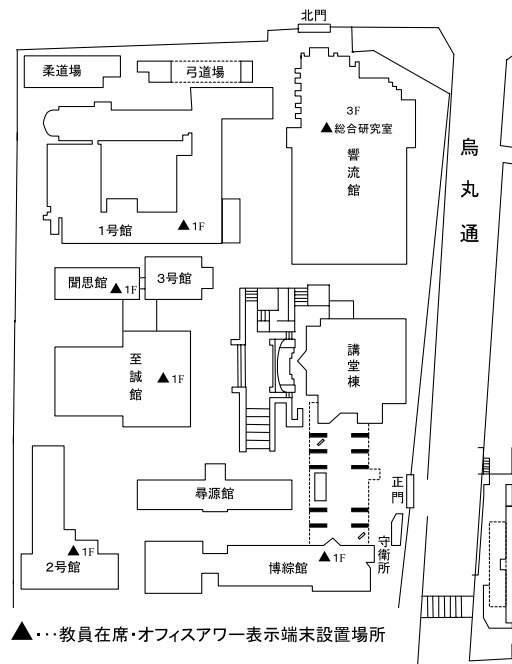 北門
柔道場
弓道場
3F
▲総合研究室
響流館
烏丸通
1号館
▲1F
聞思館
▲1F
3号館
至誠館
▲1F
講堂棟
尋源館
正門
守衛所
2号館
▲1F
博綜館
▲1F
▲･･･教員在席・オフィスアワー表示端末設置場所